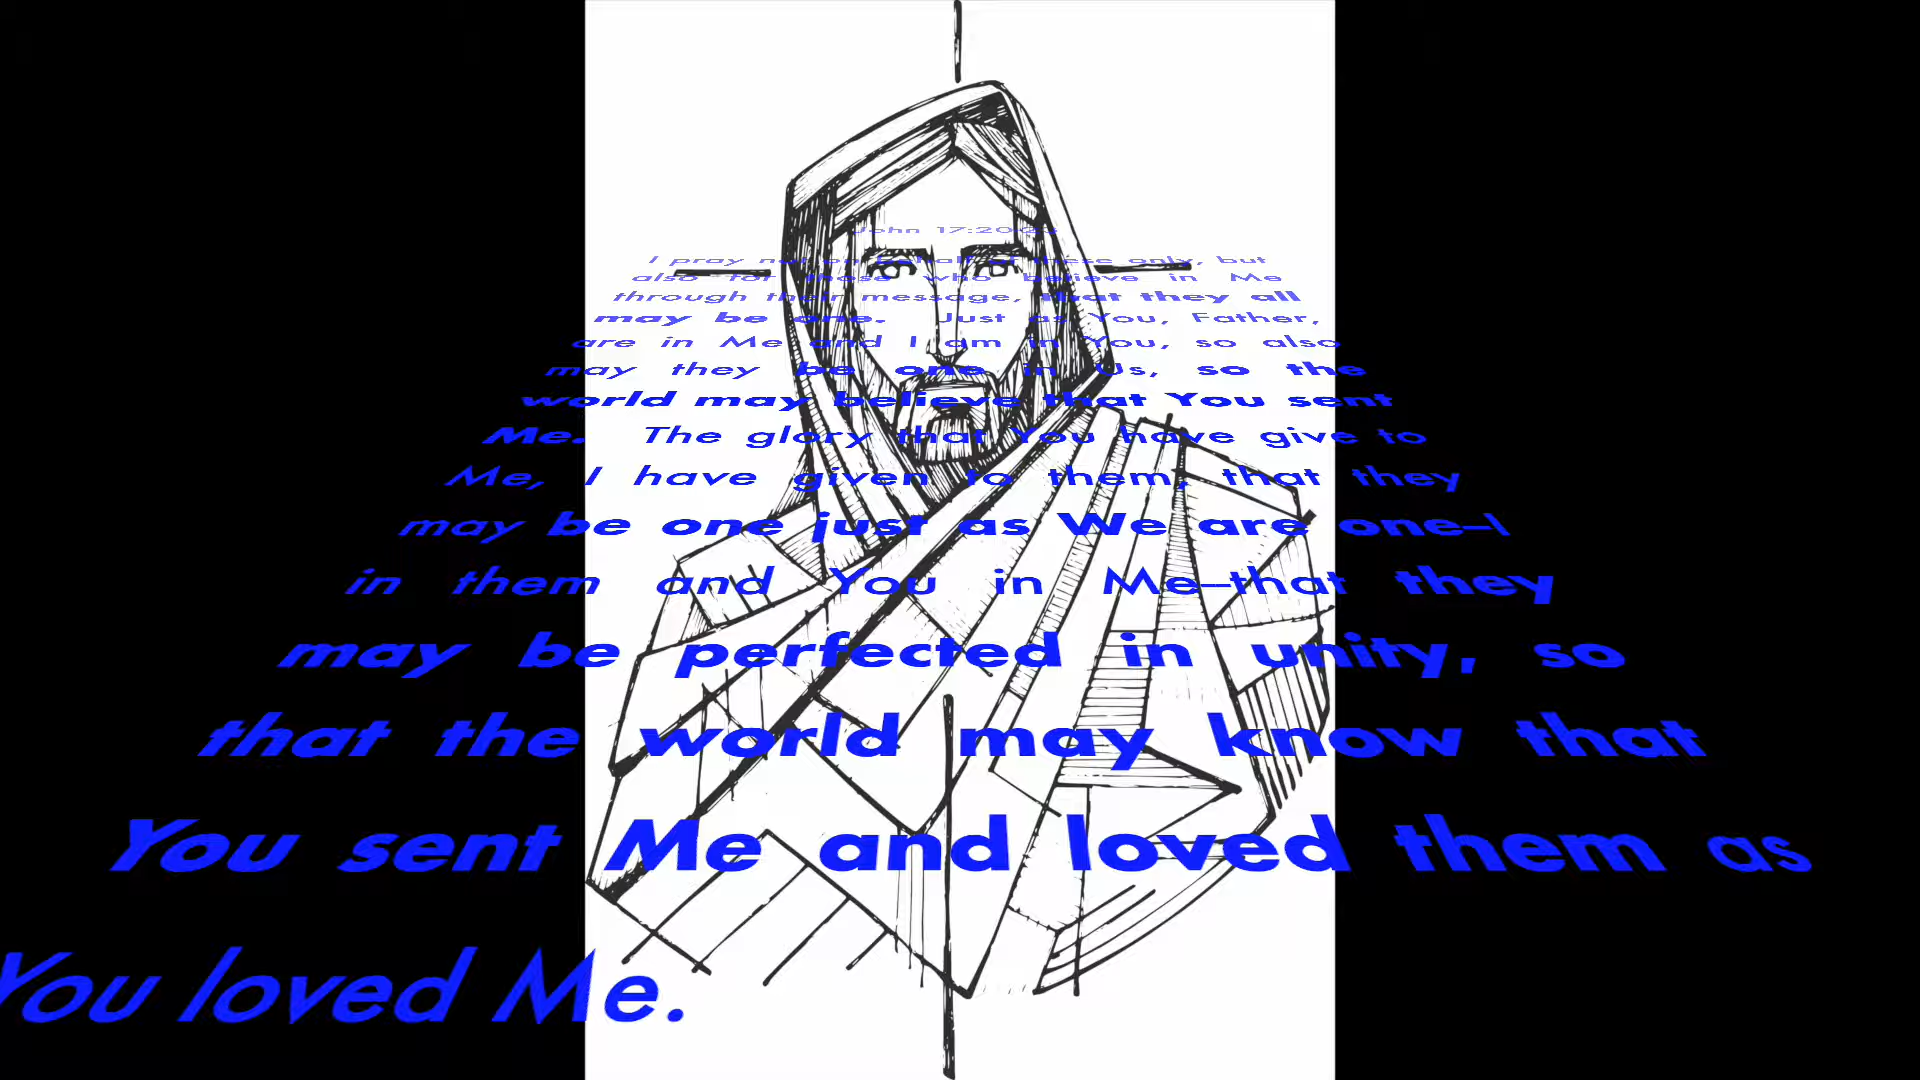 John 17:20-23
I pray not on behalf of these only, but
also for those who believe in Me
through their message, that they all
may be one. Just as You, Father,
are in Me and I am in You, so also
may they be one in Us, so the
world may believe that You sent
Me. The glory that You have give to
Me, I have given to them, that they
may be one just as We are one—I
in them and You in Me—that they
may be perfected in unity, so
that the world may know that
You sent Me and loved them as
You loved Me.